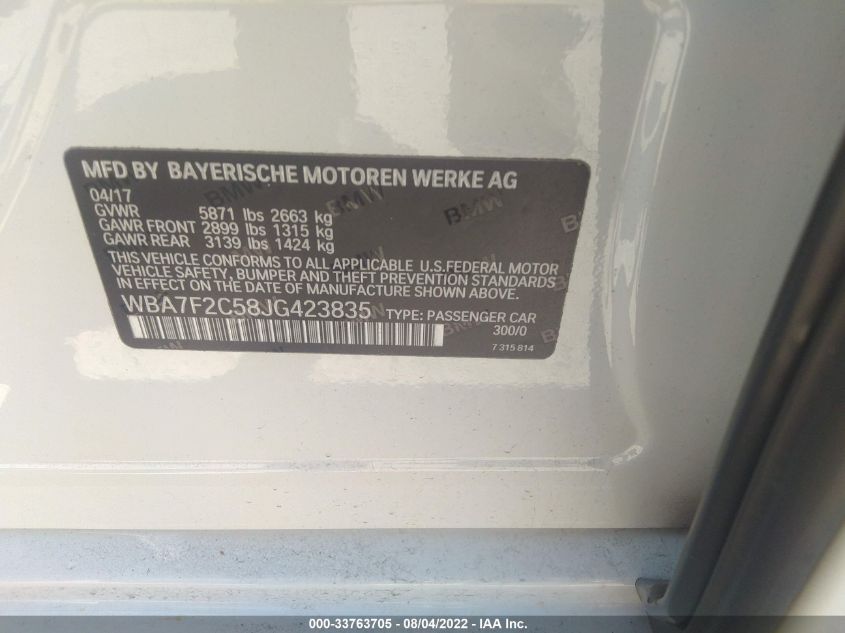 MFD BY BAYERISCHE MOTOREN WERKE AG
04/17
GVWR 5871 lbs 2663 kg
GAWR FRONT 2899 lbs 1315 kg
GAWR REAR 3139 lbs 1424 kg
THIS VEHICLE CONFORMS TO ALL APPLICABLE U.S.FEDERAL MOTOR
VEHICLE SAFETY, BUMPER AND THEFT PREVENTION STANDARDS
IN EFFECT ON THE DATE OF MANUFACTURE SHOWN ABOVE.
WBA7F2C58JG423835 TYPE: PASSENGER CAR
300/0
7 315 814
000-33763705 - 08/04/2022 - IAA Inc.